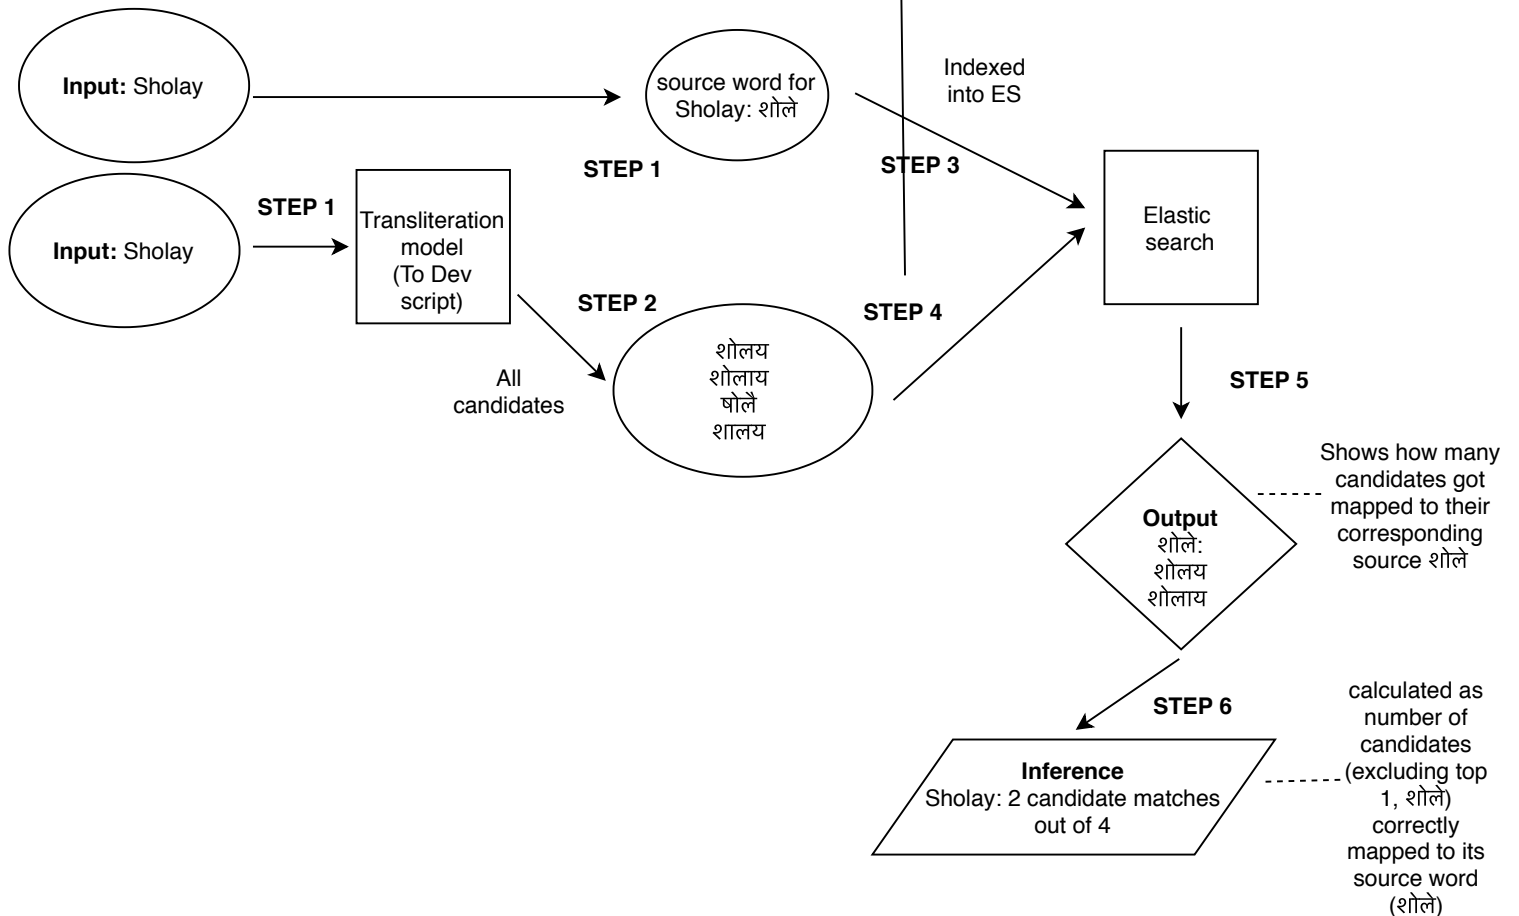 Input: Sholay
source word for
Sholay: शोले
Indexed
into ES
STEP 1
STEP 3
Input: Sholay
STEP 1
Transliteration
model
(To Dev
script)
Elastic
search
STEP 2
STEP 4
All
candidates
शोलय
शोलाय
षोलै
शालय
STEP 5
Output
शोले:
शोलय
शोलाय
Shows how many
candidates got
mapped to their
corresponding
source शोले
STEP 6
Inference
Sholay: 2 candidate matches
out of 4
calculated as
number of
candidates
(excluding top
1, शोले)
correctly
mapped to its
source word
(शोले)